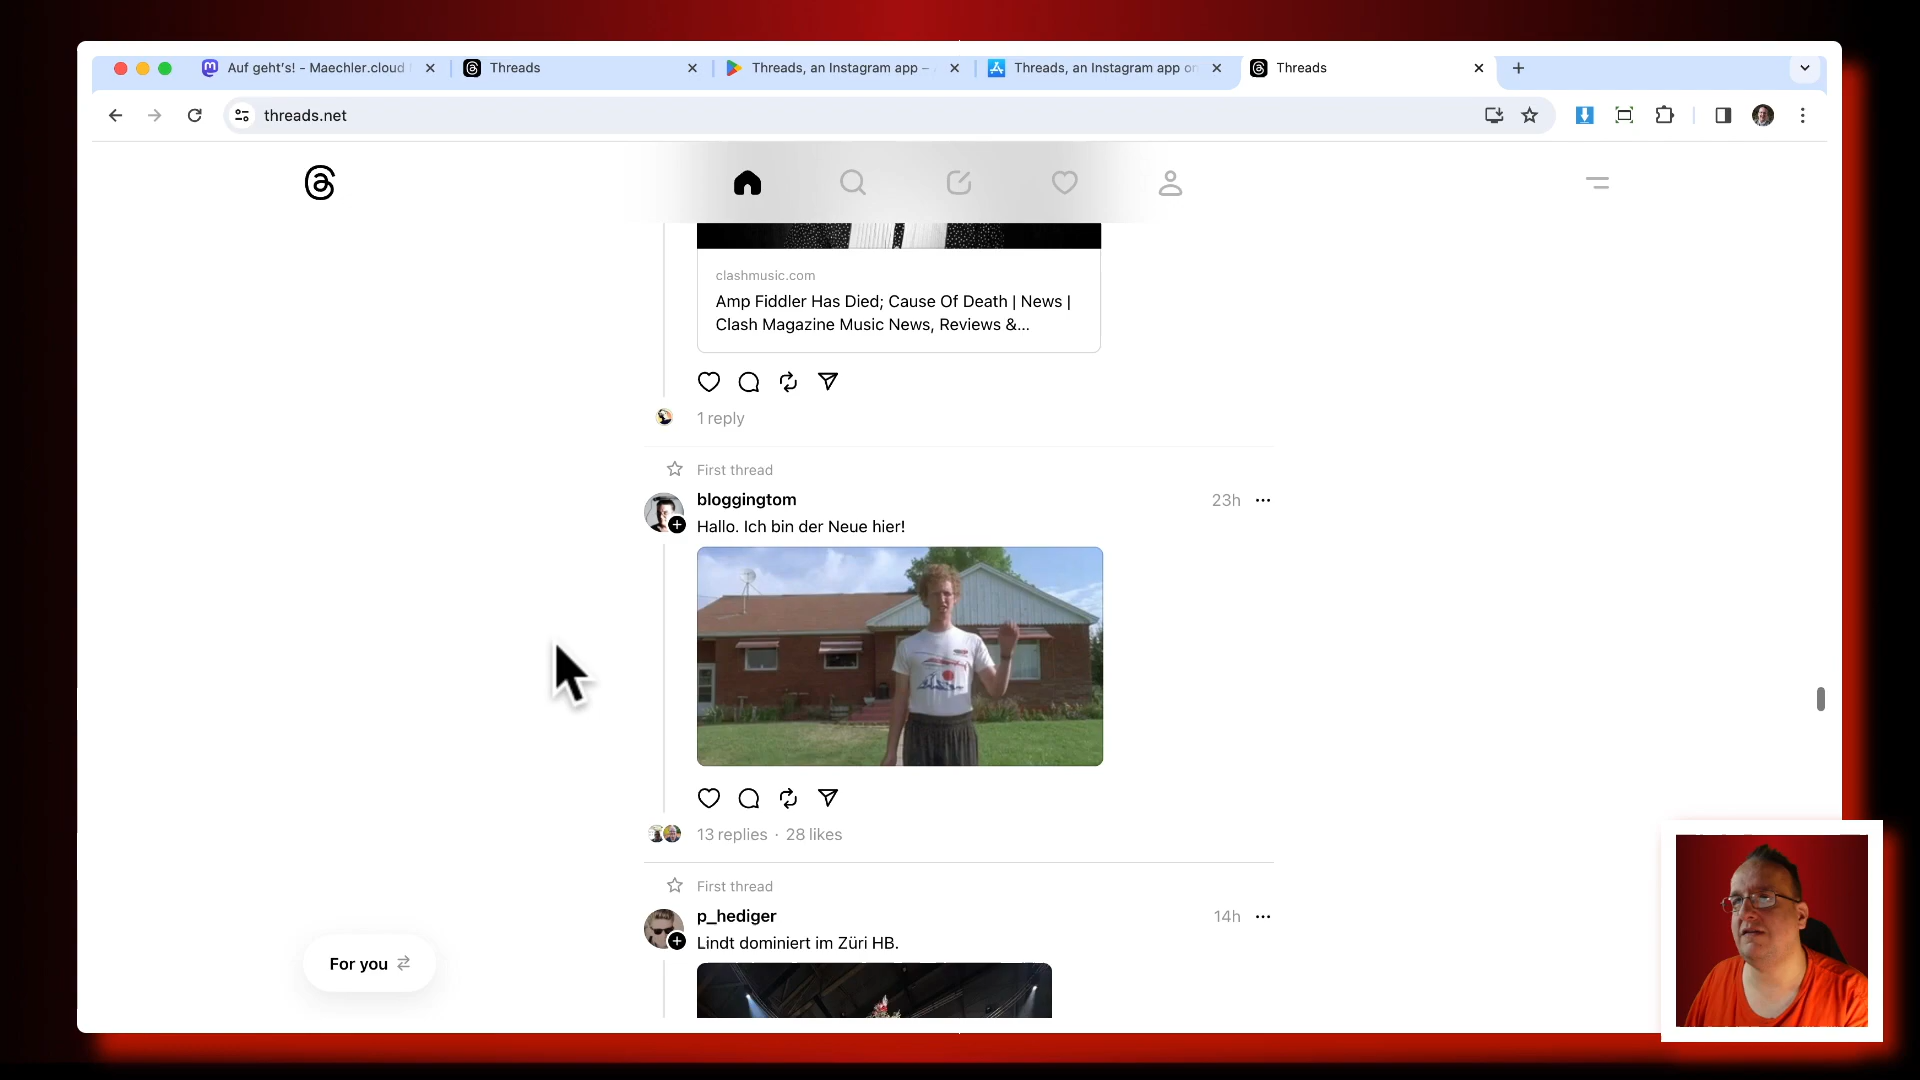 Auf geht's! - Maechler.cloud
Threads
Threads, an Instagram app –
Threads, an Instagram app on
Threads
threads.net
clashmusic.com
Amp Fiddler Has Died; Cause Of Death | News |
Clash Magazine Music News, Reviews &...
1 reply
First thread
bloggingtom
23h
Hallo. Ich bin der Neue hier!
13 replies · 28 likes
First thread
p_hediger
14h
Lindt dominiert im Züri HB.
For you